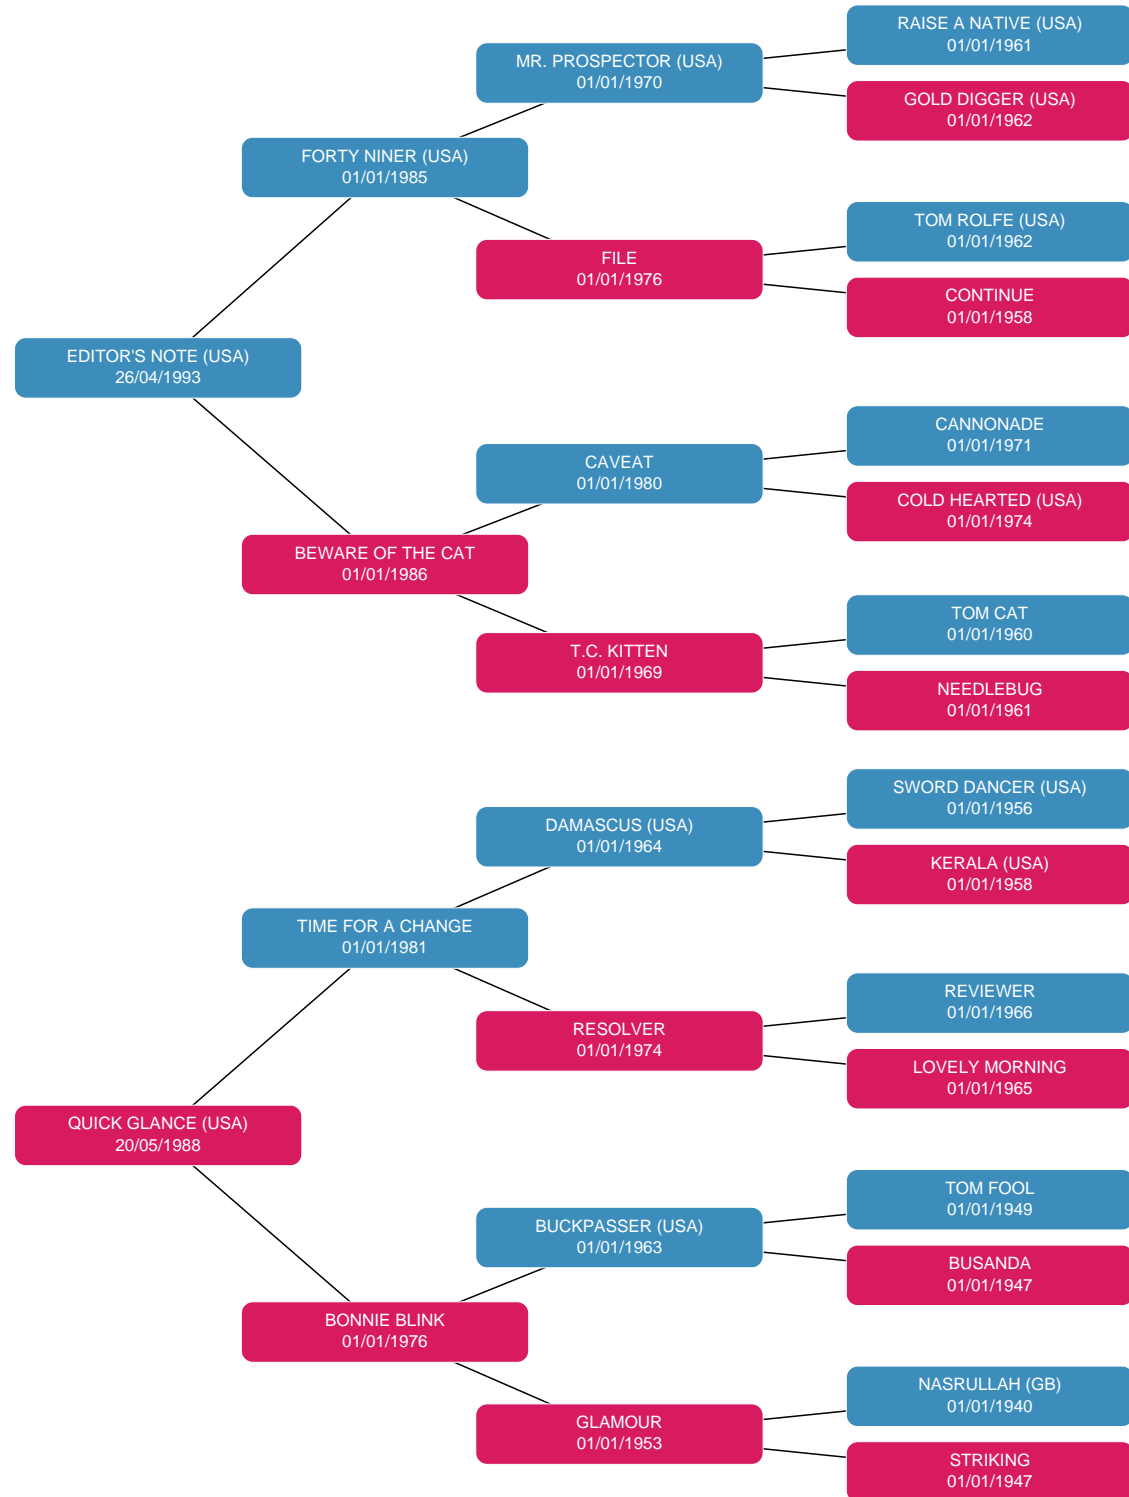 RAISE A NATIVE (USA)
01/01/1961
MR. PROSPECTOR (USA)
01/01/1970
GOLD DIGGER (USA)
01/01/1962
FORTY NINER (USA)
01/01/1985
TOM ROLFE (USA)
01/01/1962
FILE
01/01/1976
CONTINUE
01/01/1958
EDITOR'S NOTE (USA)
26/04/1993
CANNONADE
01/01/1971
CAVEAT
01/01/1980
COLD HEARTED (USA)
01/01/1974
BEWARE OF THE CAT
01/01/1986
TOM CAT
01/01/1960
T.C. KITTEN
01/01/1969
NEEDLEBUG
01/01/1961
SWORD DANCER (USA)
01/01/1956
DAMASCUS (USA)
01/01/1964
KERALA (USA)
01/01/1958
TIME FOR A CHANGE
01/01/1981
REVIEWER
01/01/1966
RESOLVER
01/01/1974
LOVELY MORNING
01/01/1965
QUICK GLANCE (USA)
20/05/1988
TOM FOOL
01/01/1949
BUCKPASSER (USA)
01/01/1963
BUSANDA
01/01/1947
BONNIE BLINK
01/01/1976
NASRULLAH (GB)
01/01/1940
GLAMOUR
01/01/1953
STRIKING
01/01/1947